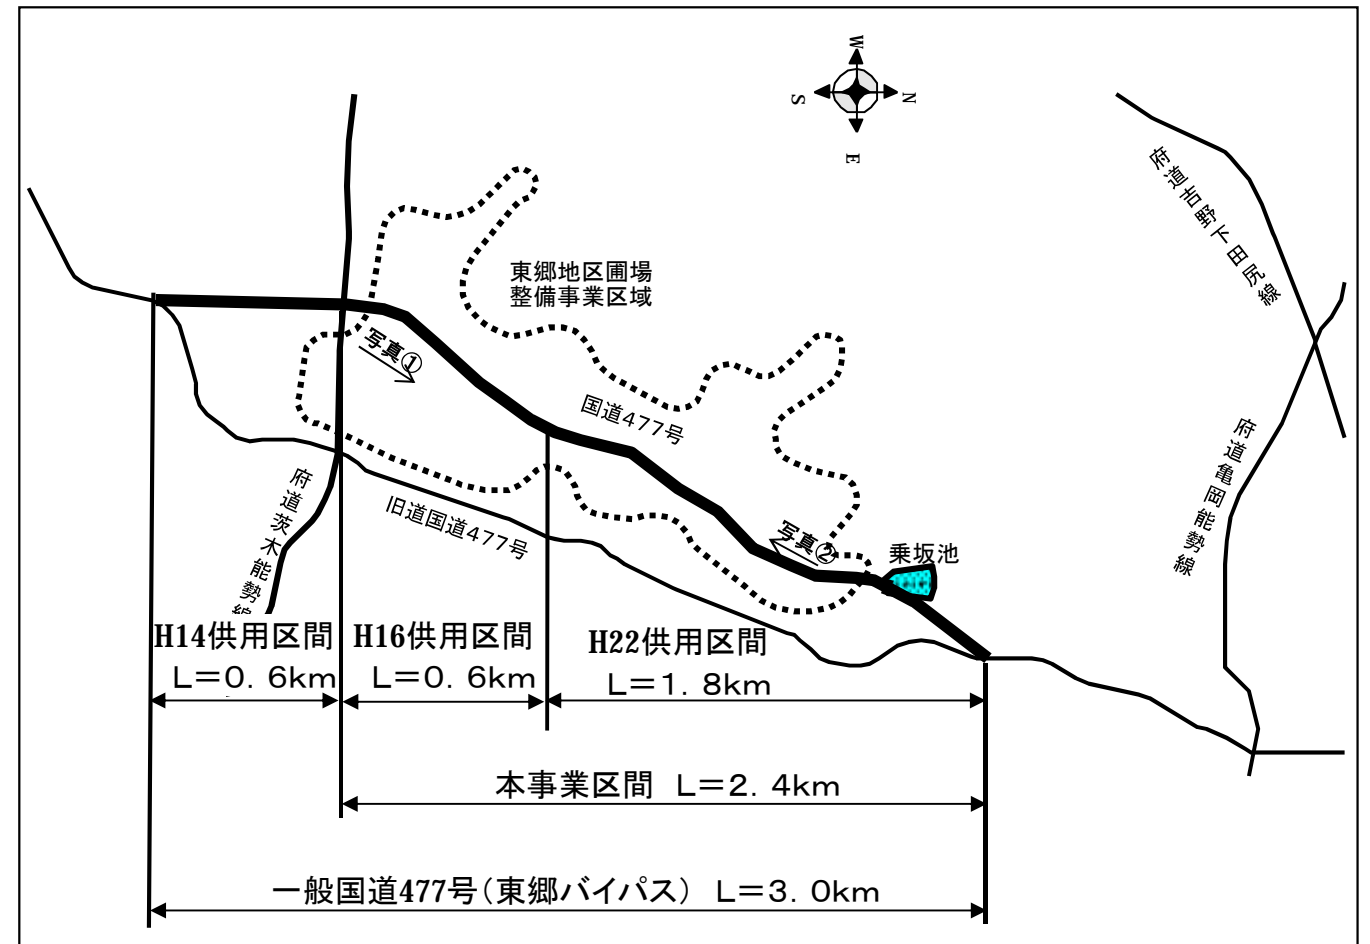 W
S
N
E
府道吉野下田尻線
東郷地区圃場
整備事業区域
写真①
国道477号
府道亀岡能勢線
府道茨木能勢線
旧道国道477号
写真②
乗坂池
H14供用区間
L=0.6km
H16供用区間
L=0.6km
H22供用区間
L=1.8km
本事業区間 L=2.4km
一般国道477号(東郷バイパス) L=3.0km